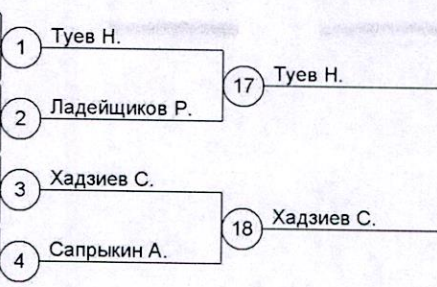 1 Туев Н.
17 Туев Н.
2 Ладейщиков Р.
3 Хадзиев С.
18 Хадзиев С.
4 Сапрыкин А.